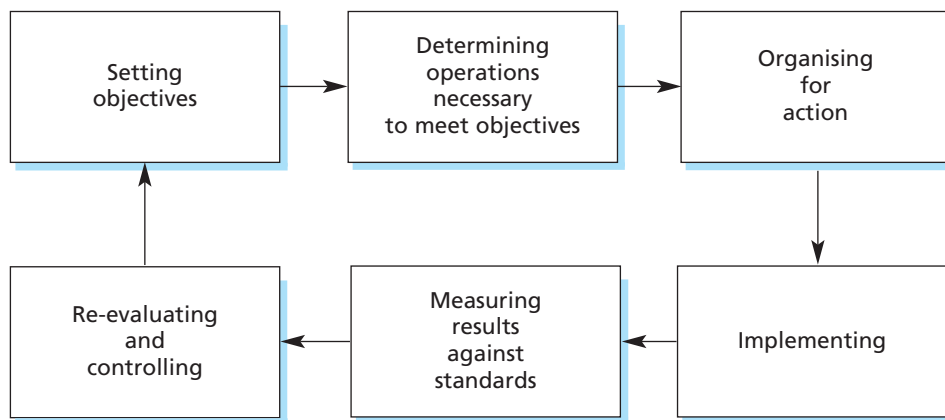 Setting
objectives
Determining
operations
necessary
to meet objectives
Organising
for
action
Re-evaluating
and
controlling
Measuring
results
against
standards
Implementing